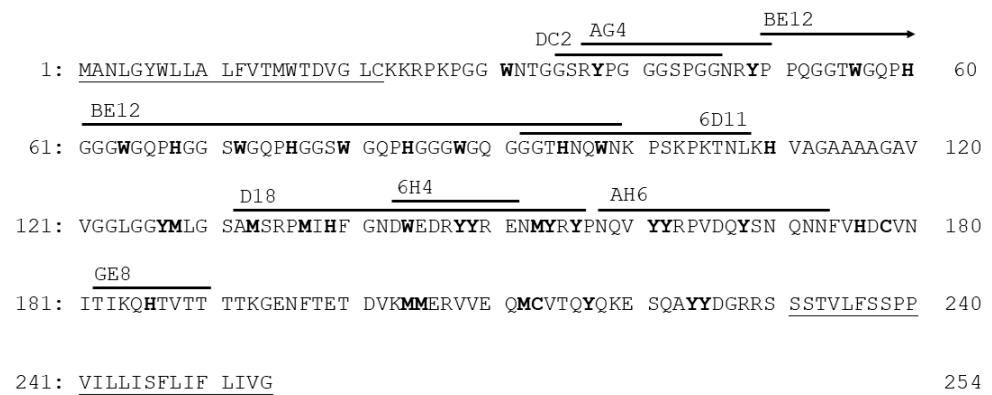 DC2 AG4 BE12
1: MANLGYWLLA LFVTMWTDVG LCKKRPKPGG WNTGGSRYPG GGSPGGNRYP PQGGTWGQPH 60
BE12 6D11
61: GGGWGQPHGG SWGQPHGGSW GQPHGGGWGQ GGGTHNQWNK PSKPKTNLKH VAGAAAAGAV 120
D18 6H4 AH6
121: VGGLGGYMLG SAMSRPMIHF GNDWEDRYYR ENMYRYPNQV YYRPVDQYSN QNNFVHDCVN 180
GE8
181: ITIKQHTVTT TTKGENFTET DVKMMERVVE QMCVTQYQKE SQAYYDGRRS SSTVLFSSPP 240
241: VILLISFLIF LIVG 254